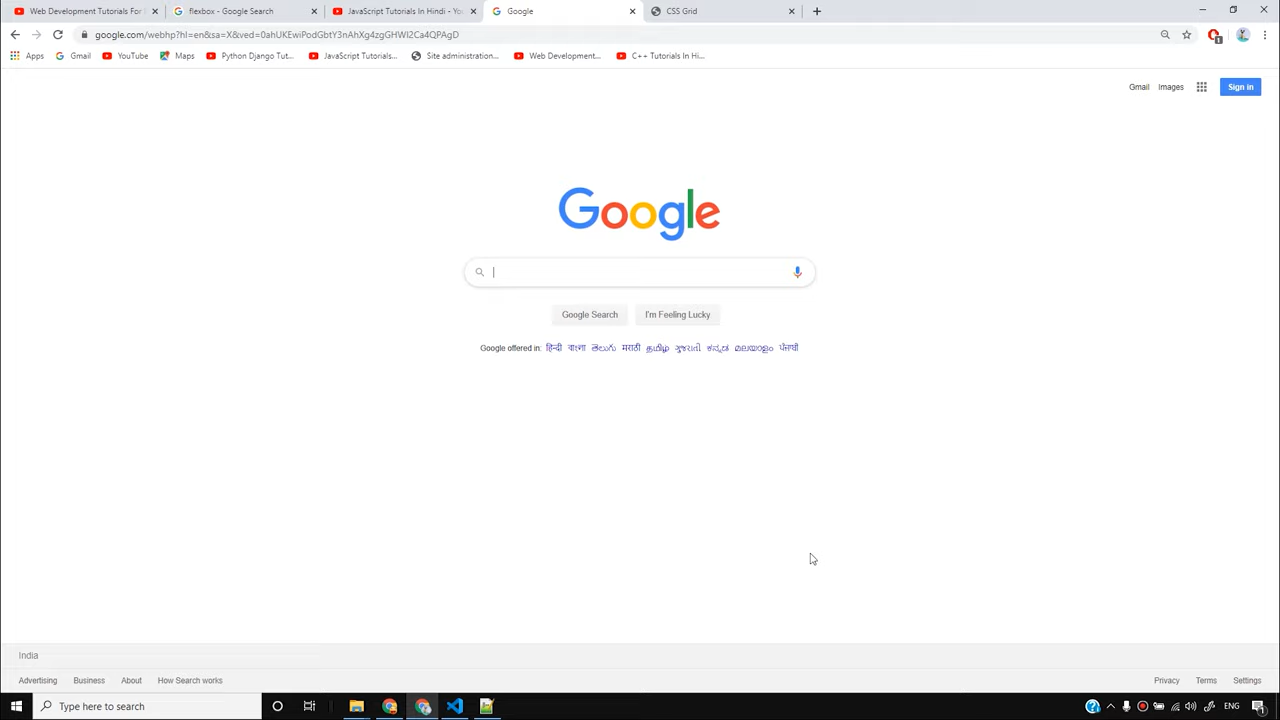 Web Development Tutorials For
flexbox - Google Search
JavaScript Tutorials In Hindi - Yo
Google
CSS Grid
google.com/webhp?hl=en&sa=X&ved=0ahUKEwiPodGbtY3nAhXg4zgGHWI2Ca4QPAgD
Apps
Gmail
YouTube
Maps
Python Django Tut...
JavaScript Tutorials...
Site administration...
Web Development...
C++ Tutorials In Hi...
Gmail Images Sign in
Google
Google Search I'm Feeling Lucky
Google offered in: हिन्दी বাংলা తెలుగు मराठी தமிழ் ગુજરાતી ಕನ್ನಡ മലയാളം ਪੰਜਾਬੀ
India
Advertising Business About How Search works Privacy Terms Settings
Type here to search
ENG